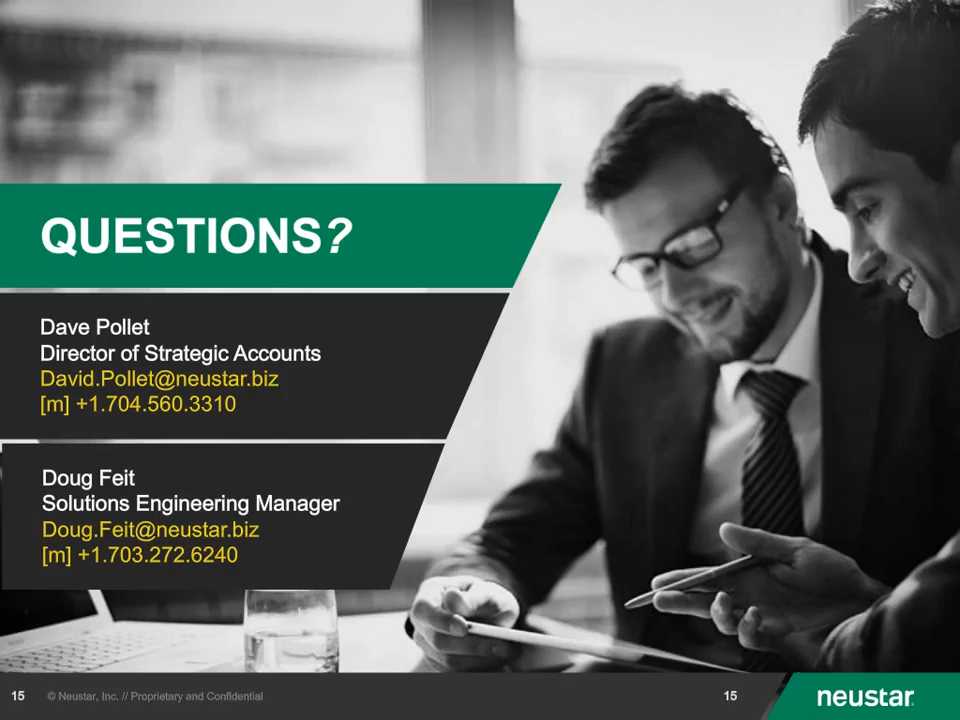 QUESTIONS?
Dave Pollet
Director of Strategic Accounts
David.Pollet@neustar.biz
[m] +1.704.560.3310
Doug Feit
Solutions Engineering Manager
Doug.Feit@neustar.biz
[m] +1.703.272.6240
15 © Neustar, Inc. // Proprietary and Confidential 15 neustar